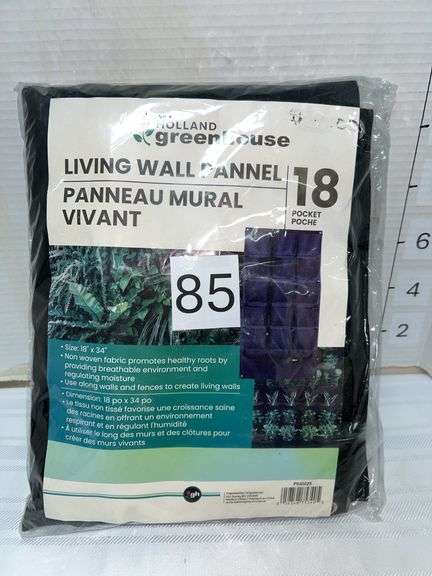 HOLLAND
greenhouse
LIVING WALL PANNEL
PANNEAU MURAL
VIVANT
18
POCKET
POCHE
85
• Size: 18" x 34"
• Non waven fabric promotes healthy roots by
providing breathable environment and
regulating moisture
• Use along walls and fences to create living walls
• Dimension: 18 po x 34 po
• Le tissu non tissé favorise une croissance saine
des racines en offrant un environnement
respirant et en régulant l'humidité
• À utiliser le long des murs et des clôtures pour
créer des murs vivants
gh
6
4
2